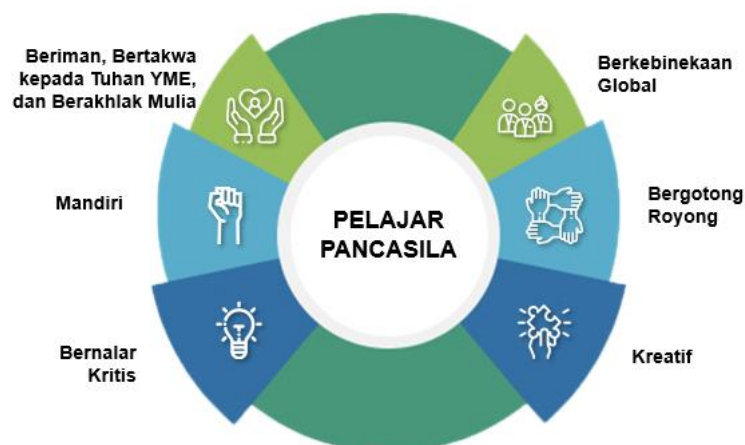 Beriman, Bertakwa
kepada Tuhan YME,
dan Berakhlak Mulia
Berkebinekaan
Global
Mandiri
PELAJAR
PANCASILA
Bergotong
Royong
Bernalar
Kritis
Kreatif